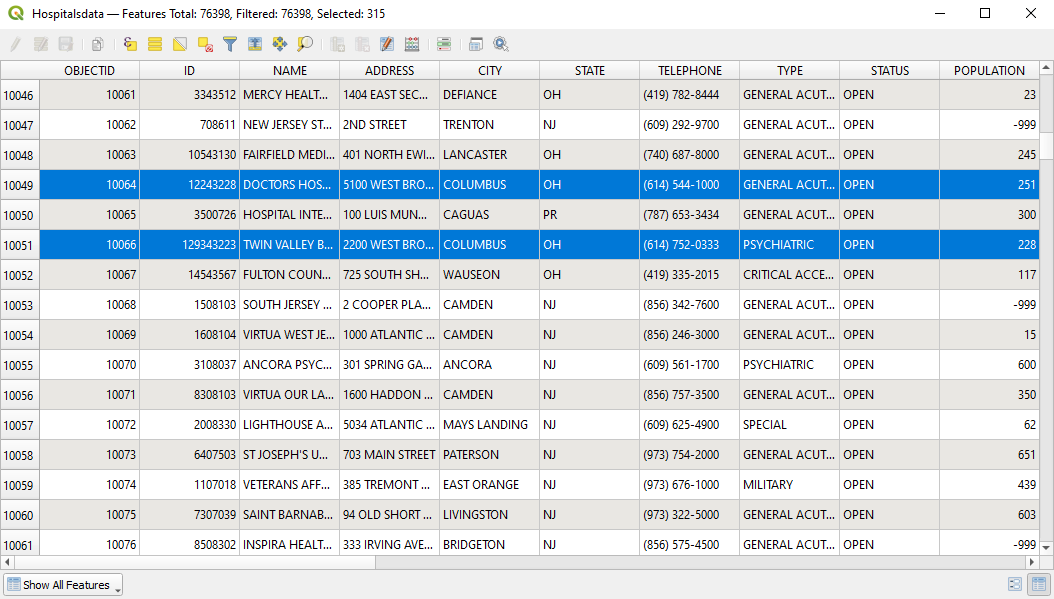 Hospitalsdata — Features Total: 76398, Filtered: 76398, Selected: 315
OBJECTID ID NAME ADDRESS CITY STATE TELEPHONE TYPE STATUS POPULATION
10046 10061 3343512 MERCY HEALT... 1404 EAST SEC... DEFIANCE OH (419) 782-8444 GENERAL ACUT... OPEN 23
10047 10062 708611 NEW JERSEY ST... 2ND STREET TRENTON NJ (609) 292-9700 GENERAL ACUT... OPEN -999
10048 10063 10543130 FAIRFIELD MEDI... 401 NORTH EWI... LANCASTER OH (740) 687-8000 GENERAL ACUT... OPEN 245
10049 10064 12243228 DOCTORS HOS... 5100 WEST BRO... COLUMBUS OH (614) 544-1000 GENERAL ACUT... OPEN 251
10050 10065 3500726 HOSPITAL INTE... 100 LUIS MUN... CAGUAS PR (787) 653-3434 GENERAL ACUT... OPEN 300
10051 10066 129343223 TWIN VALLEY B... 2200 WEST BRO... COLUMBUS OH (614) 752-0333 PSYCHIATRIC OPEN 228
10052 10067 14543567 FULTON COUN... 725 SOUTH SH... WAUSEON OH (419) 335-2015 CRITICAL ACCE... OPEN 117
10053 10068 1508103 SOUTH JERSEY ... 2 COOPER PLA... CAMDEN NJ (856) 342-7600 GENERAL ACUT... OPEN -999
10054 10069 1608104 VIRTUA WEST JE... 1000 ATLANTIC ... CAMDEN NJ (856) 246-3000 GENERAL ACUT... OPEN 15
10055 10070 3108037 ANCORA PSYC... 301 SPRING GA... ANCORA NJ (609) 561-1700 PSYCHIATRIC OPEN 600
10056 10071 8308103 VIRTUA OUR LA... 1600 HADDON ... CAMDEN NJ (856) 757-3500 GENERAL ACUT... OPEN 350
10057 10072 2008330 LIGHTHOUSE A... 5034 ATLANTIC ... MAYS LANDING NJ (609) 625-4900 SPECIAL OPEN 62
10058 10073 6407503 ST JOSEPH'S U... 703 MAIN STREET PATERSON NJ (973) 754-2000 GENERAL ACUT... OPEN 651
10059 10074 1107018 VETERANS AFF... 385 TREMONT ... EAST ORANGE NJ (973) 676-1000 MILITARY OPEN 439
10060 10075 7307039 SAINT BARNAB... 94 OLD SHORT ... LIVINGSTON NJ (973) 322-5000 GENERAL ACUT... OPEN 603
10061 10076 8508302 INSPIRA HEALT... 333 IRVING AVE... BRIDGETON NJ (856) 575-4500 GENERAL ACUT... OPEN -999
Show All Features